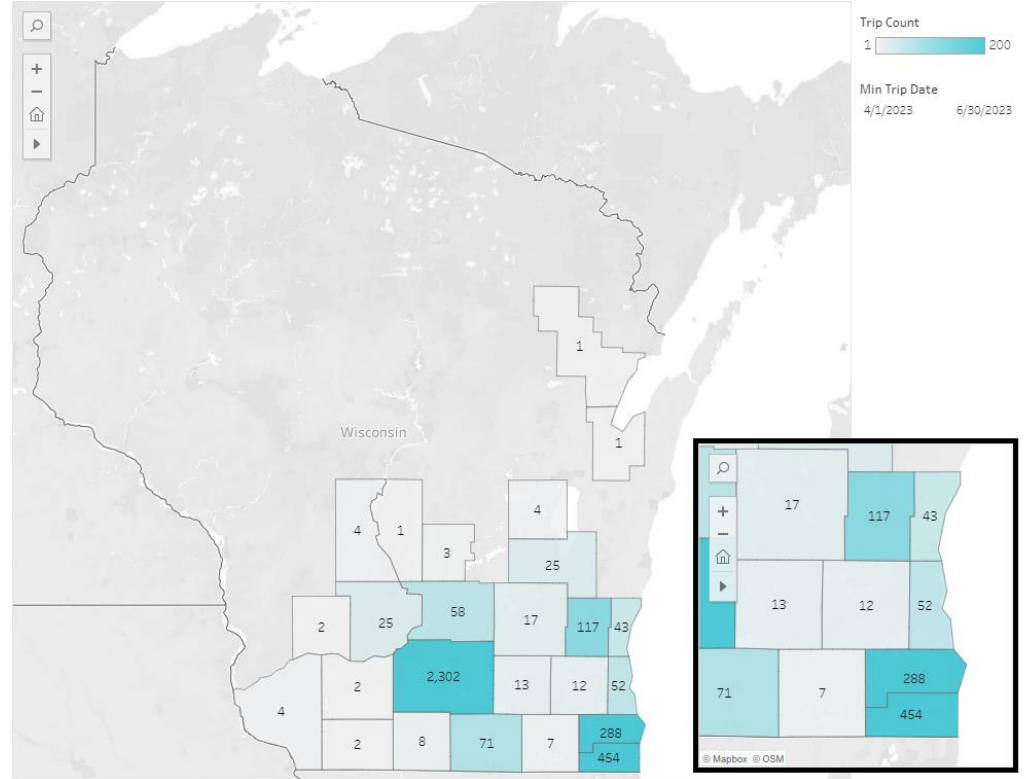 Trip Count
1 200
Min Trip Date
4/1/2023 6/30/2023
+
−
1
Wisconsin
1
4 1 4
3
25
2 25 58 17 117 43
2 2,302 13 12 52
4
2 8 71 7 288
454
+
−
17 117 43
13 12 52
71 7 288
454
© Mapbox © OSM